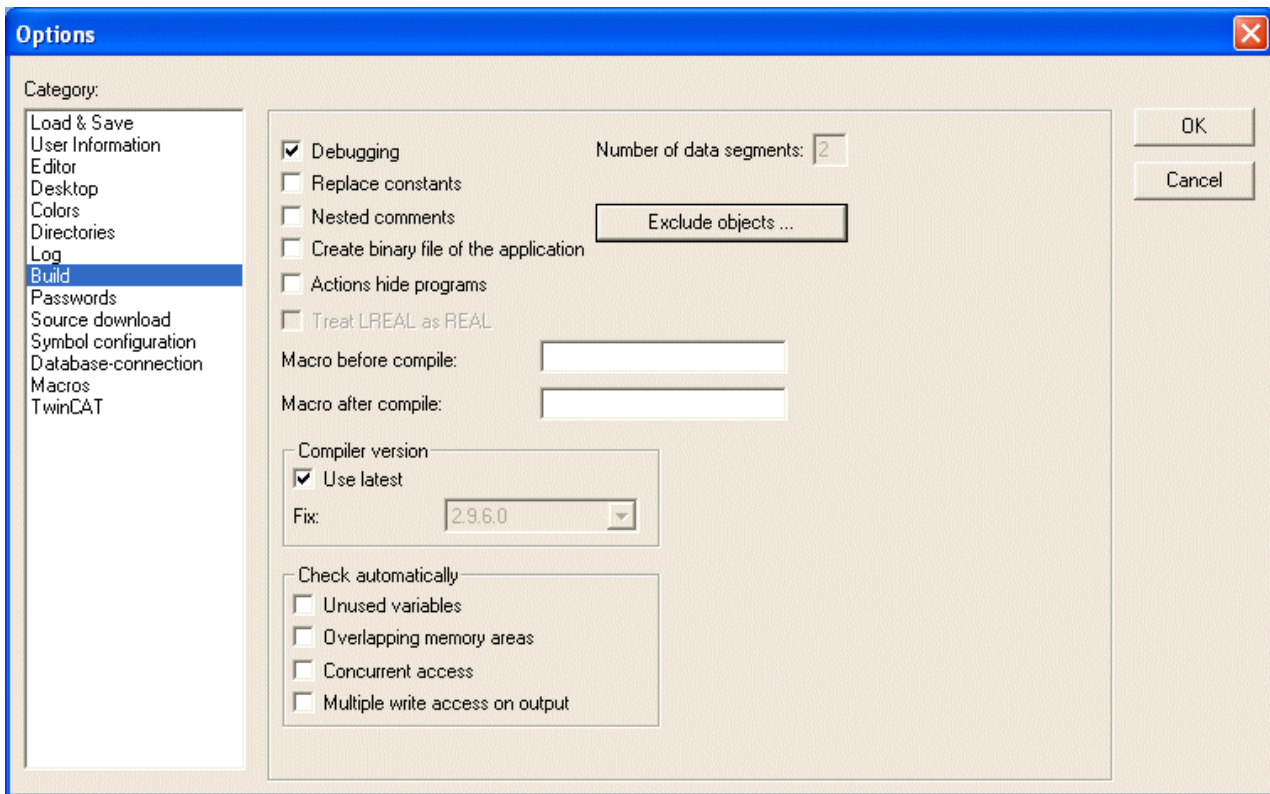 Options
Category:
Load & Save
User Information
Editor
Desktop
Colors
Directories
Log
Build
Passwords
Source download
Symbol configuration
Database-connection
Macros
TwinCAT
Debugging
Number of data segments: 2
Replace constants
Nested comments
Exclude objects ...
Create binary file of the application
Actions hide programs
Treat LREAL as REAL
Macro before compile:
Macro after compile:
Compiler version
Use latest
Fix: 2.9.6.0
Check automatically
Unused variables
Overlapping memory areas
Concurrent access
Multiple write access on output
OK
Cancel